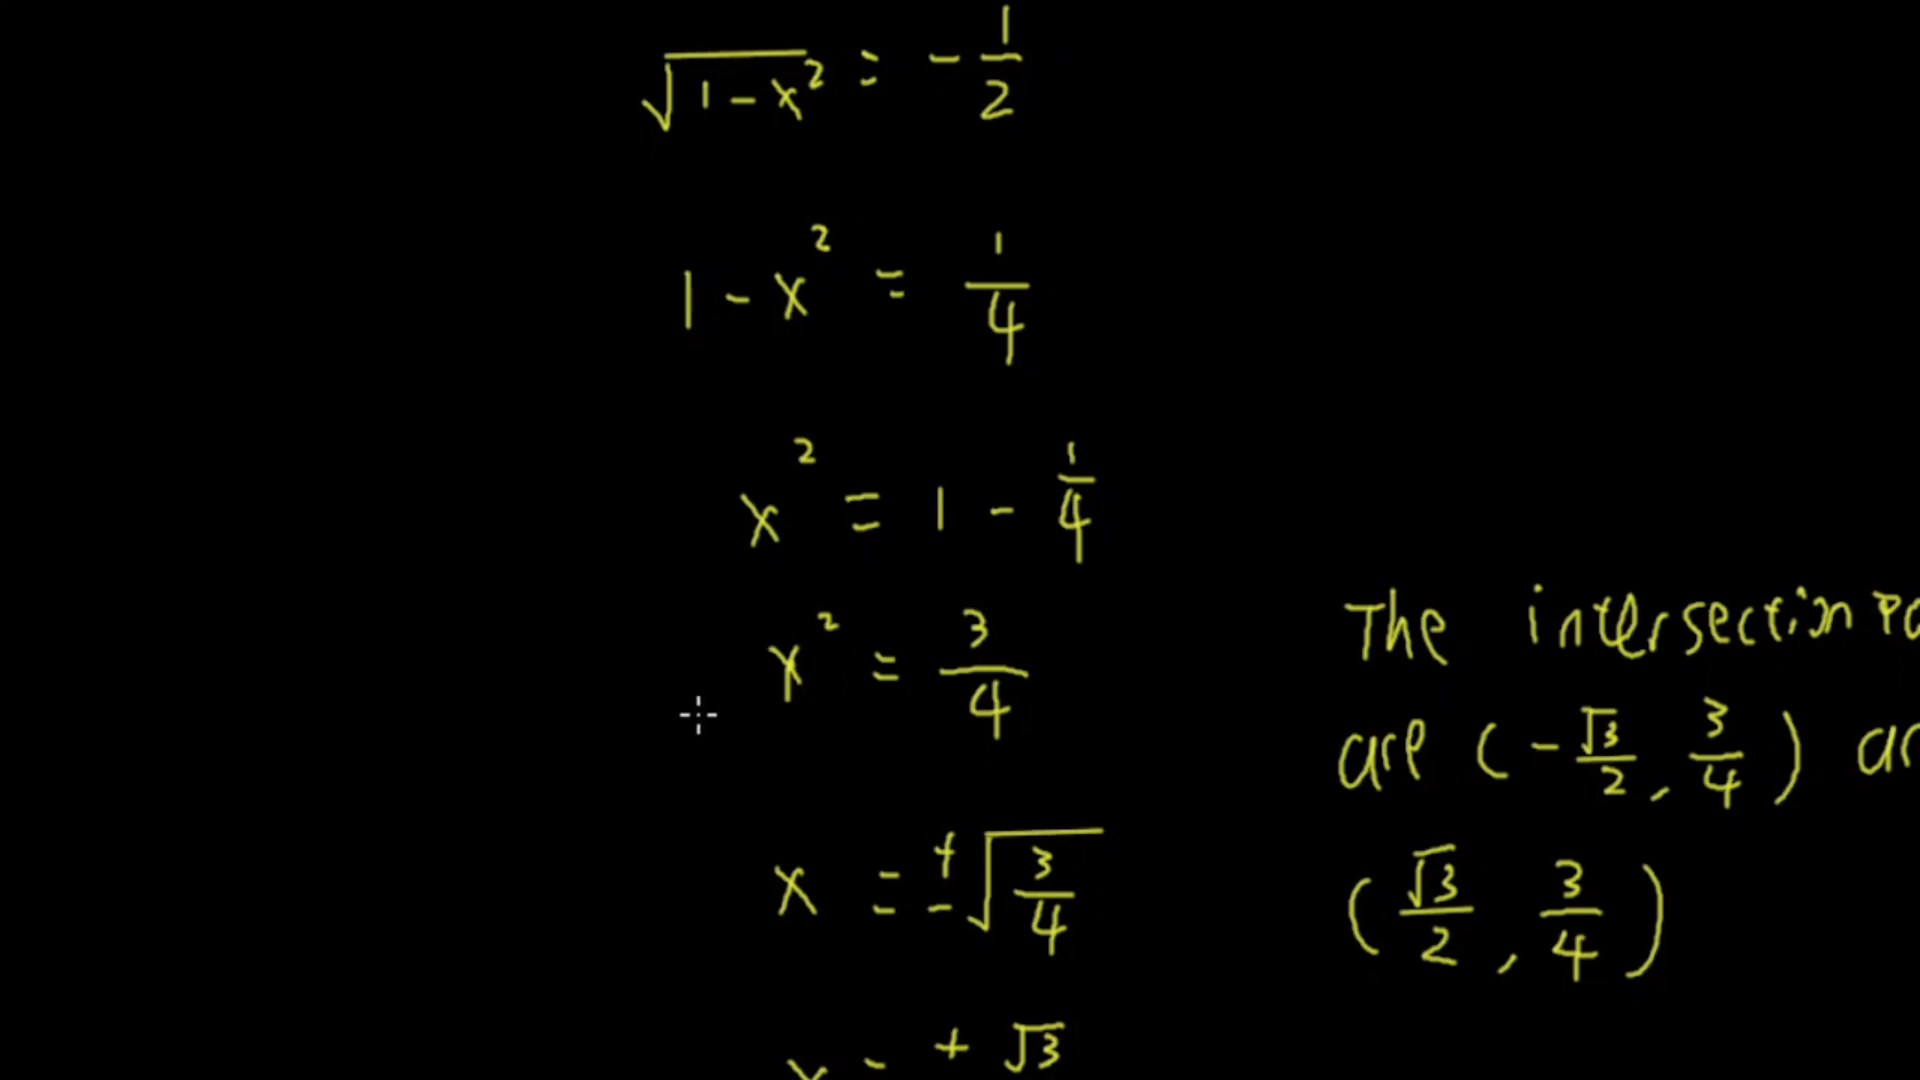 √(1 - x²) = - 1/2
1 - x² = 1/4
x² = 1 - 1/4
x² = 3/4
x = ± √(3/4)
x = + √3
The intersection
are (- √3/2, 3/4)
(√3/2, 3/4)